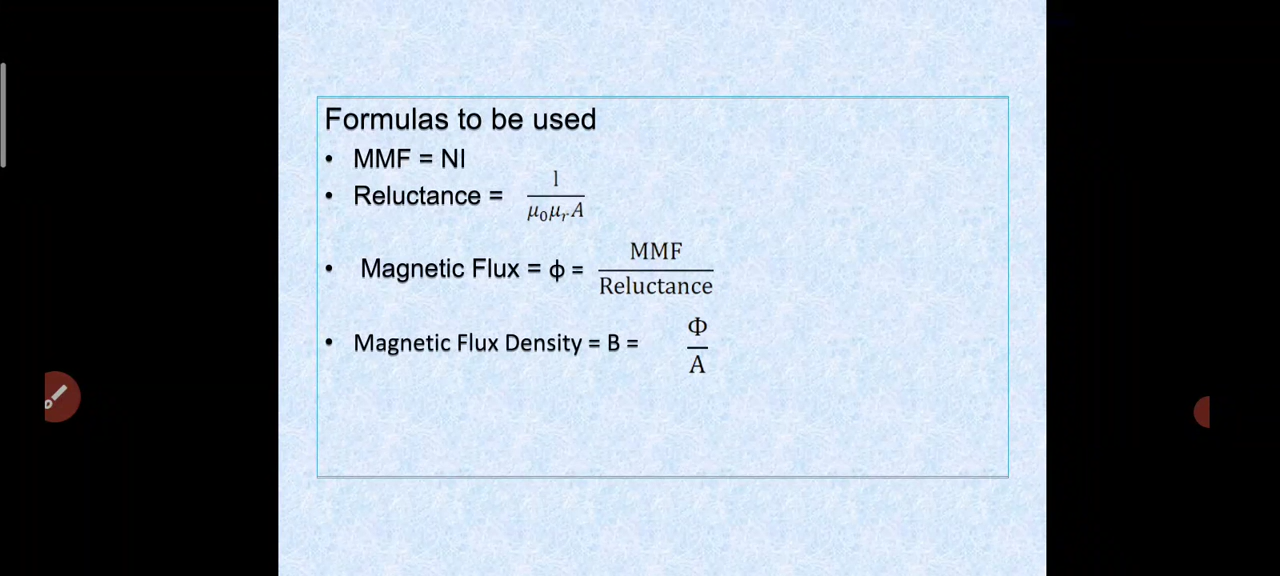 Formulas to be used
• MMF = NI
• Reluctance = l / μ₀μᵣA
• Magnetic Flux = ϕ = MMF / Reluctance
• Magnetic Flux Density = B = Φ / A